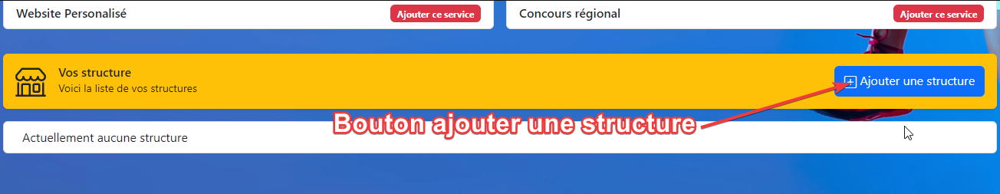 Website Personalisé
Ajouter ce service
Concours régional
Ajouter ce service
Vos structure
Voici la liste de vos structures
Ajouter une structure
Bouton ajouter une structure
Actuellement aucune structure